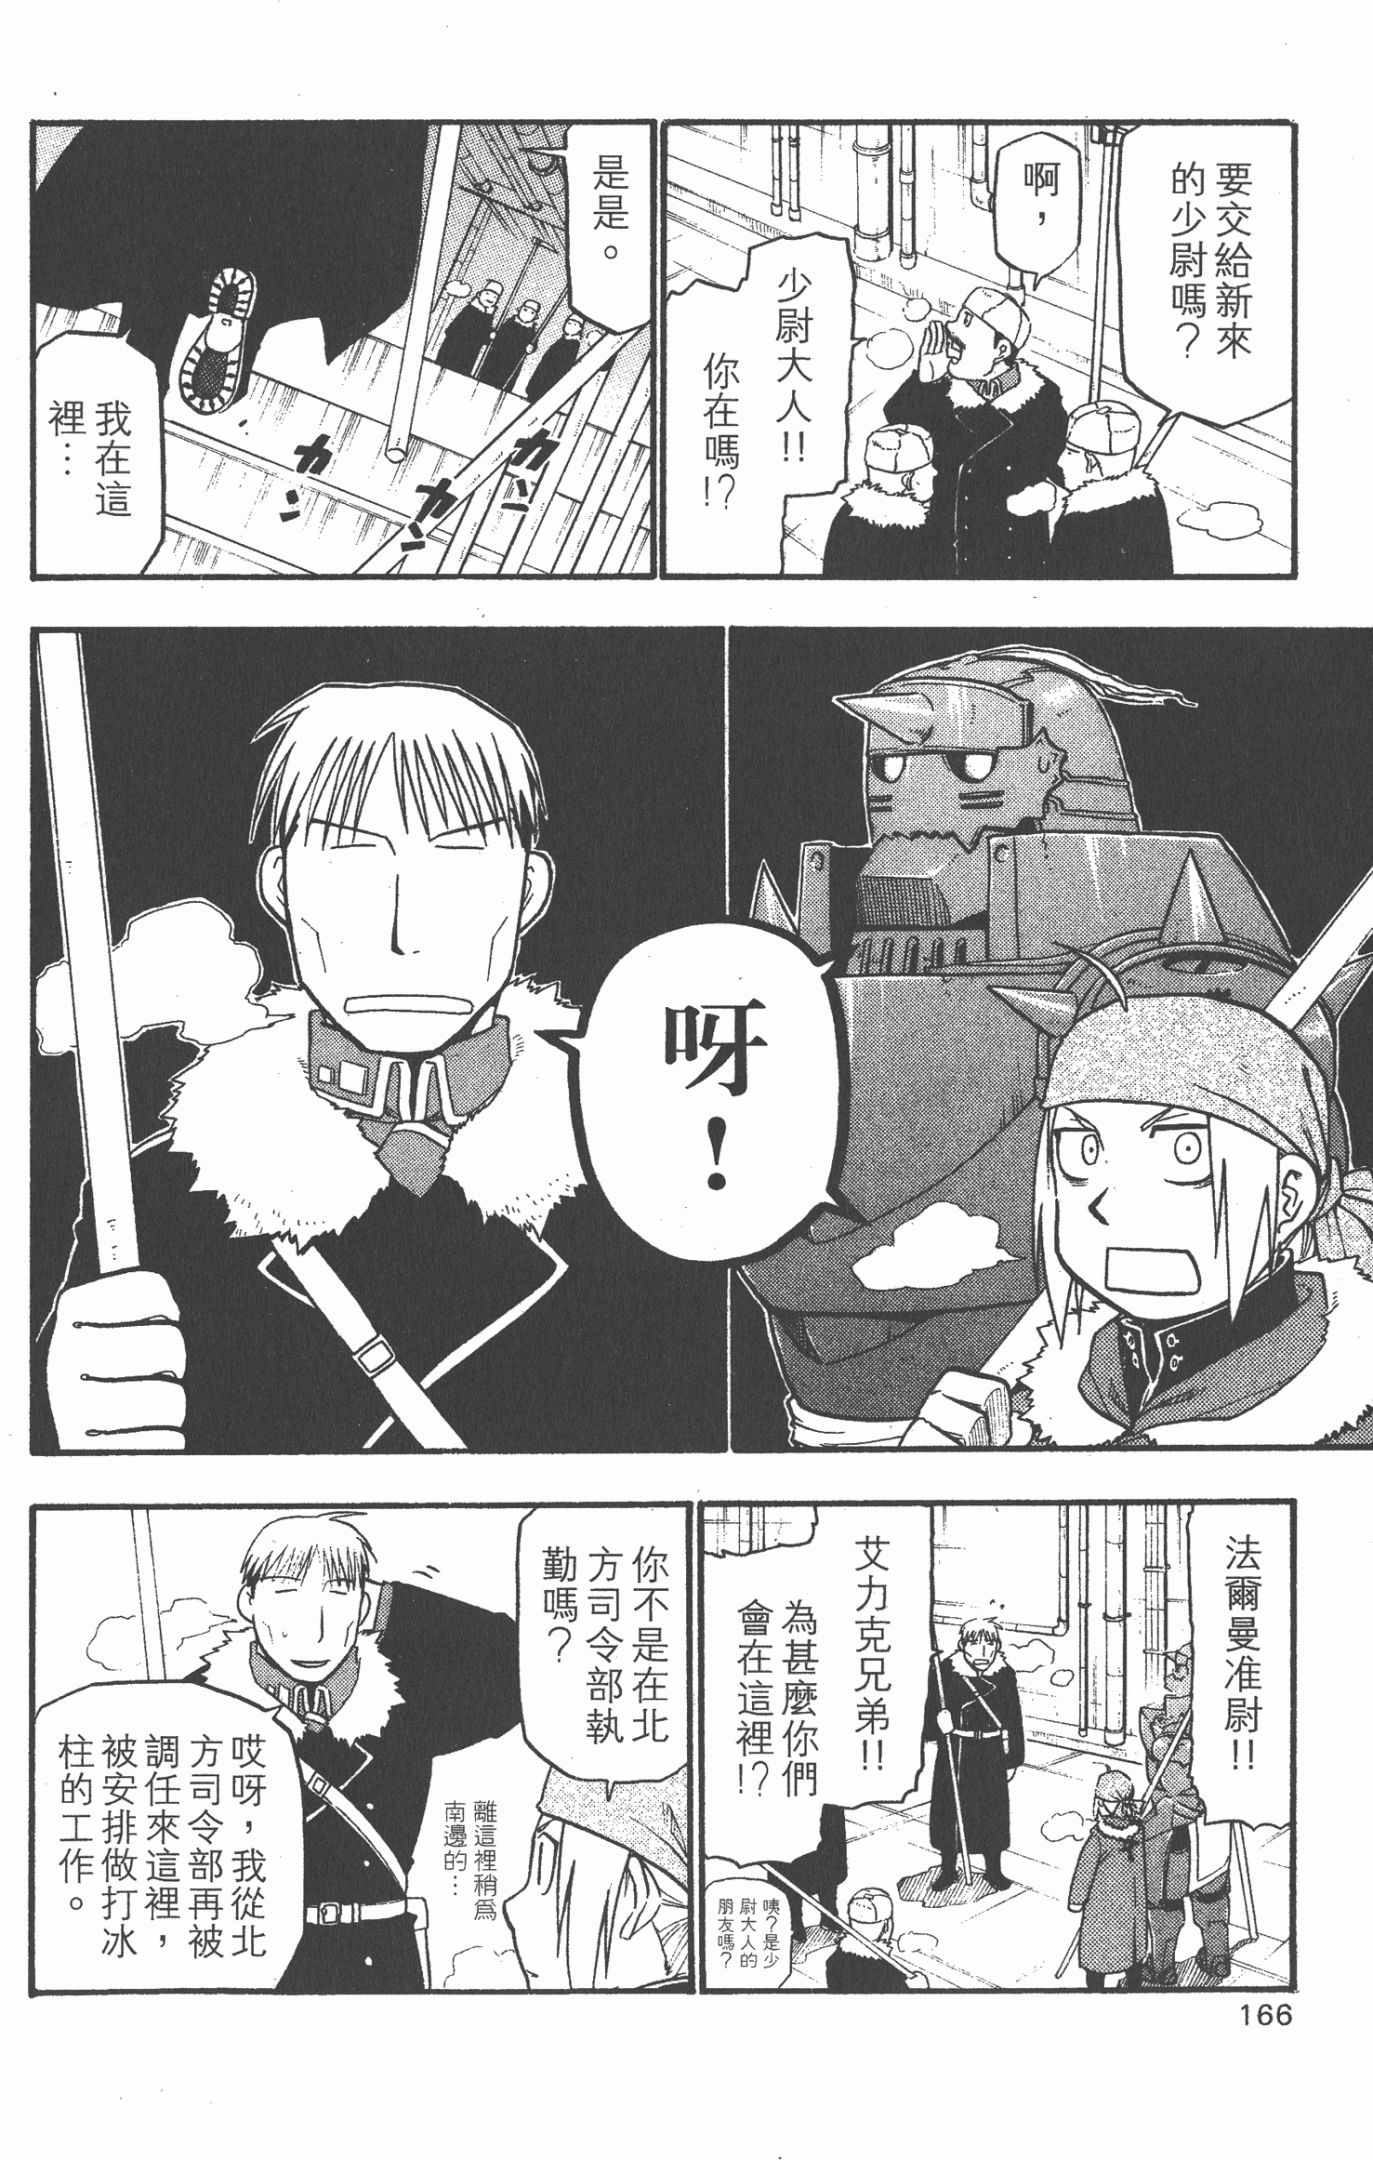 要交給新來
的少尉嗎？
啊，
少尉大人!!
你在嗎!?
是是。
カン
カン
カン
我在這
裡…
呀！
法爾曼准尉!!
艾力克兄弟!!
為甚麼你們
會在這裡!?
咦？是少
尉大人的
朋友嗎？
你不是在北
方司令部執
勤嗎？
離這裡稍為
南邊的…
哎呀，我從北
方司令部再被
調任來這裡，
被安排做打冰
柱的工作。
166